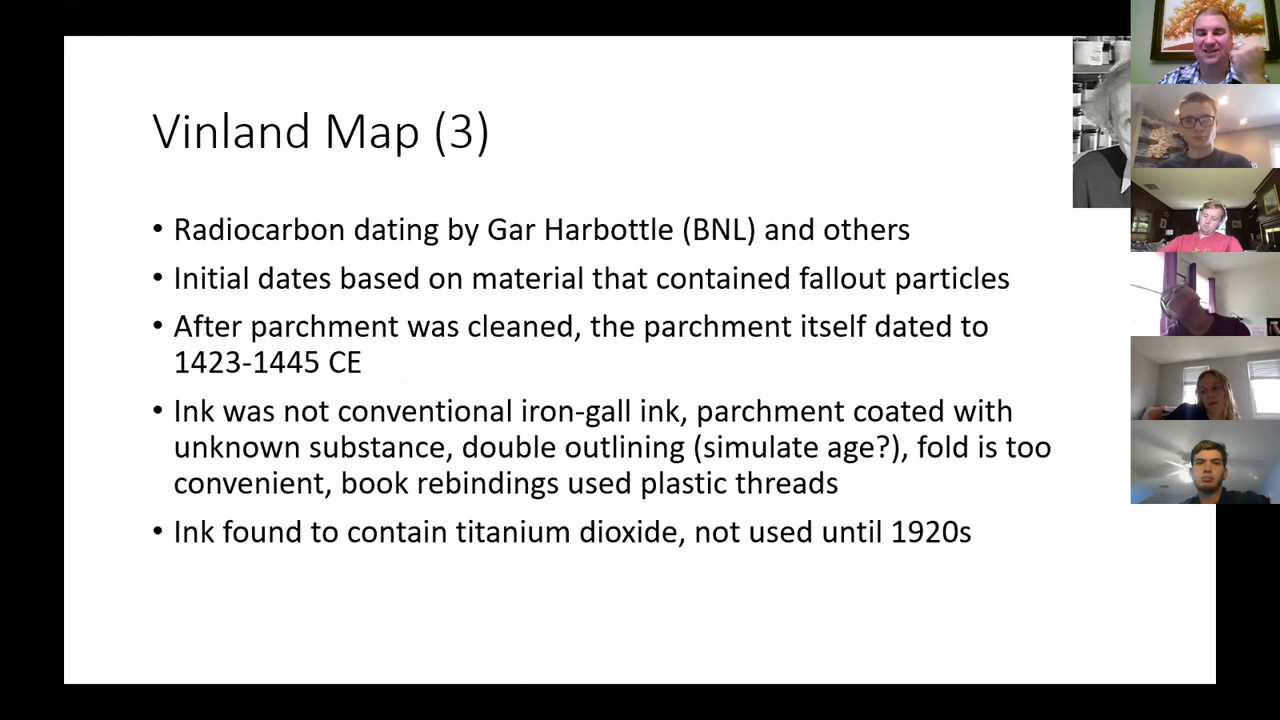 Vinland Map (3)
• Radiocarbon dating by Gar Harbottle (BNL) and others
• Initial dates based on material that contained fallout particles
• After parchment was cleaned, the parchment itself dated to
1423-1445 CE
• Ink was not conventional iron-gall ink, parchment coated with
unknown substance, double outlining (simulate age?), fold is too
convenient, book rebindings used plastic threads
• Ink found to contain titanium dioxide, not used until 1920s